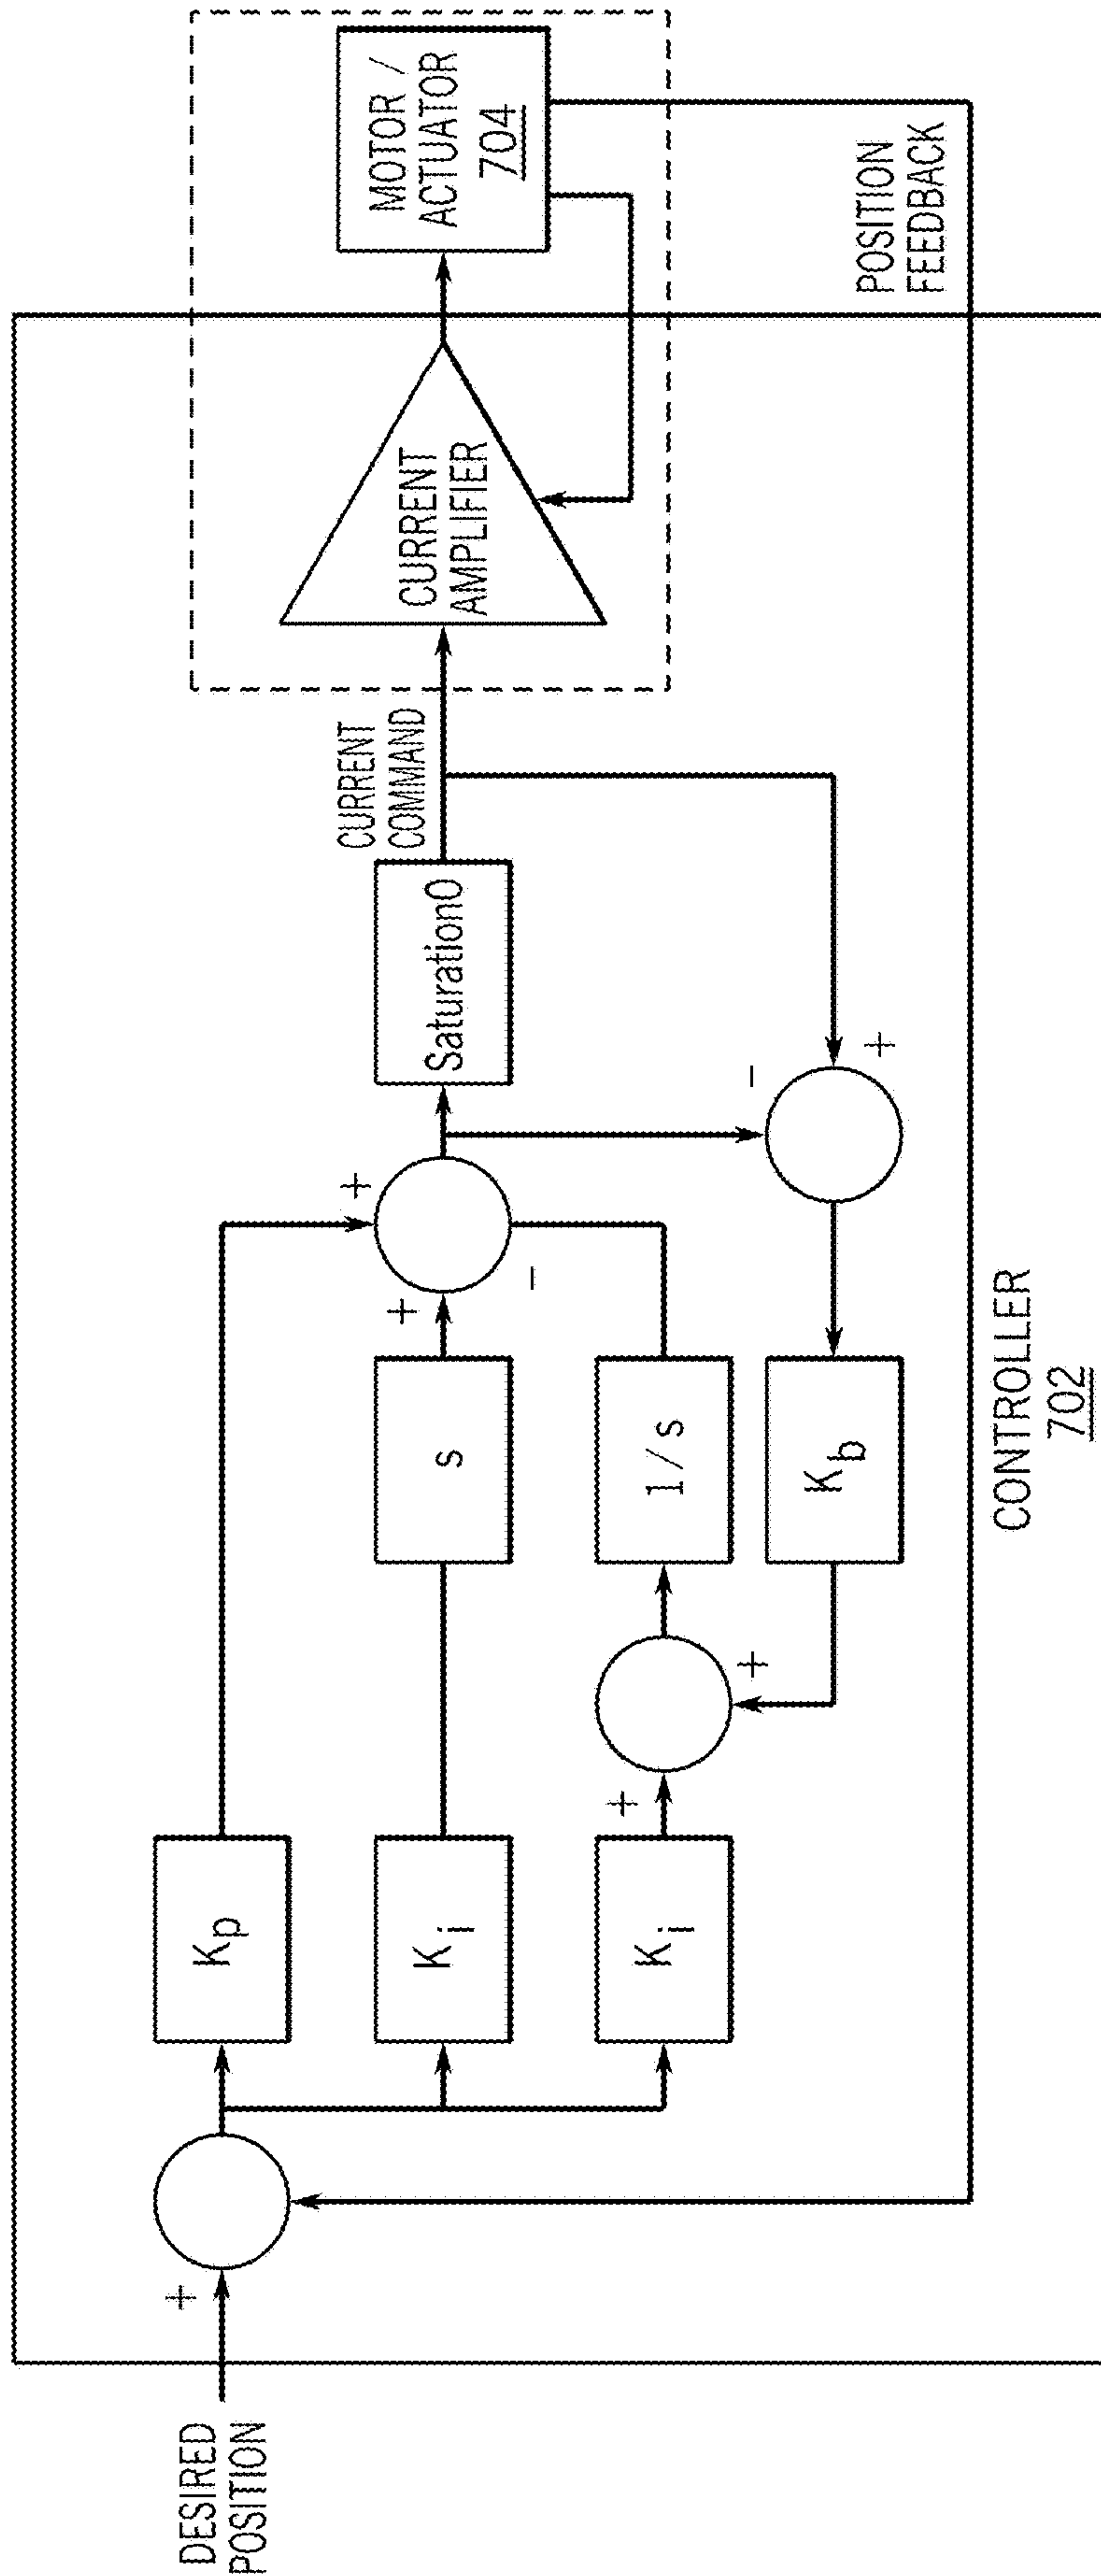 DESIRED
POSITION
+
Kp
Ki
Ki
+
+
s
1/s
Kb
+
+
-
Saturation0
-
+
CURRENT
COMMAND
CURRENT
AMPLIFIER
MOTOR /
ACTUATOR
704
POSITION
FEEDBACK
CONTROLLER
702